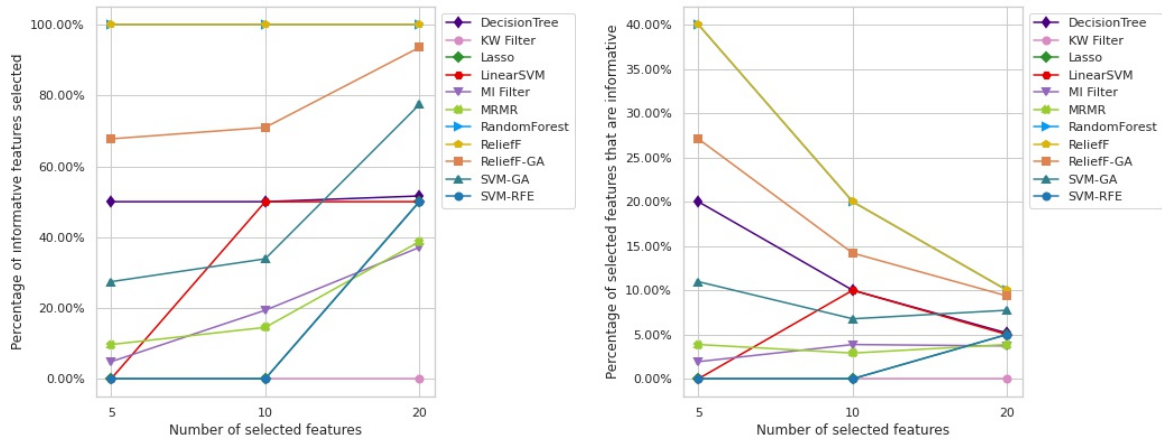 100.00%
80.00%
60.00%
40.00%
20.00%
0.00%
Percentage of informative features selected
5
10
20
Number of selected features
DecisionTree
KW Filter
Lasso
LinearSVM
MI Filter
MRMR
RandomForest
ReliefF
ReliefF-GA
SVM-GA
SVM-RFE
40.00%
35.00%
30.00%
25.00%
20.00%
15.00%
10.00%
5.00%
0.00%
Percentage of selected features that are informative
5
10
20
Number of selected features
DecisionTree
KW Filter
Lasso
LinearSVM
MI Filter
MRMR
RandomForest
ReliefF
ReliefF-GA
SVM-GA
SVM-RFE